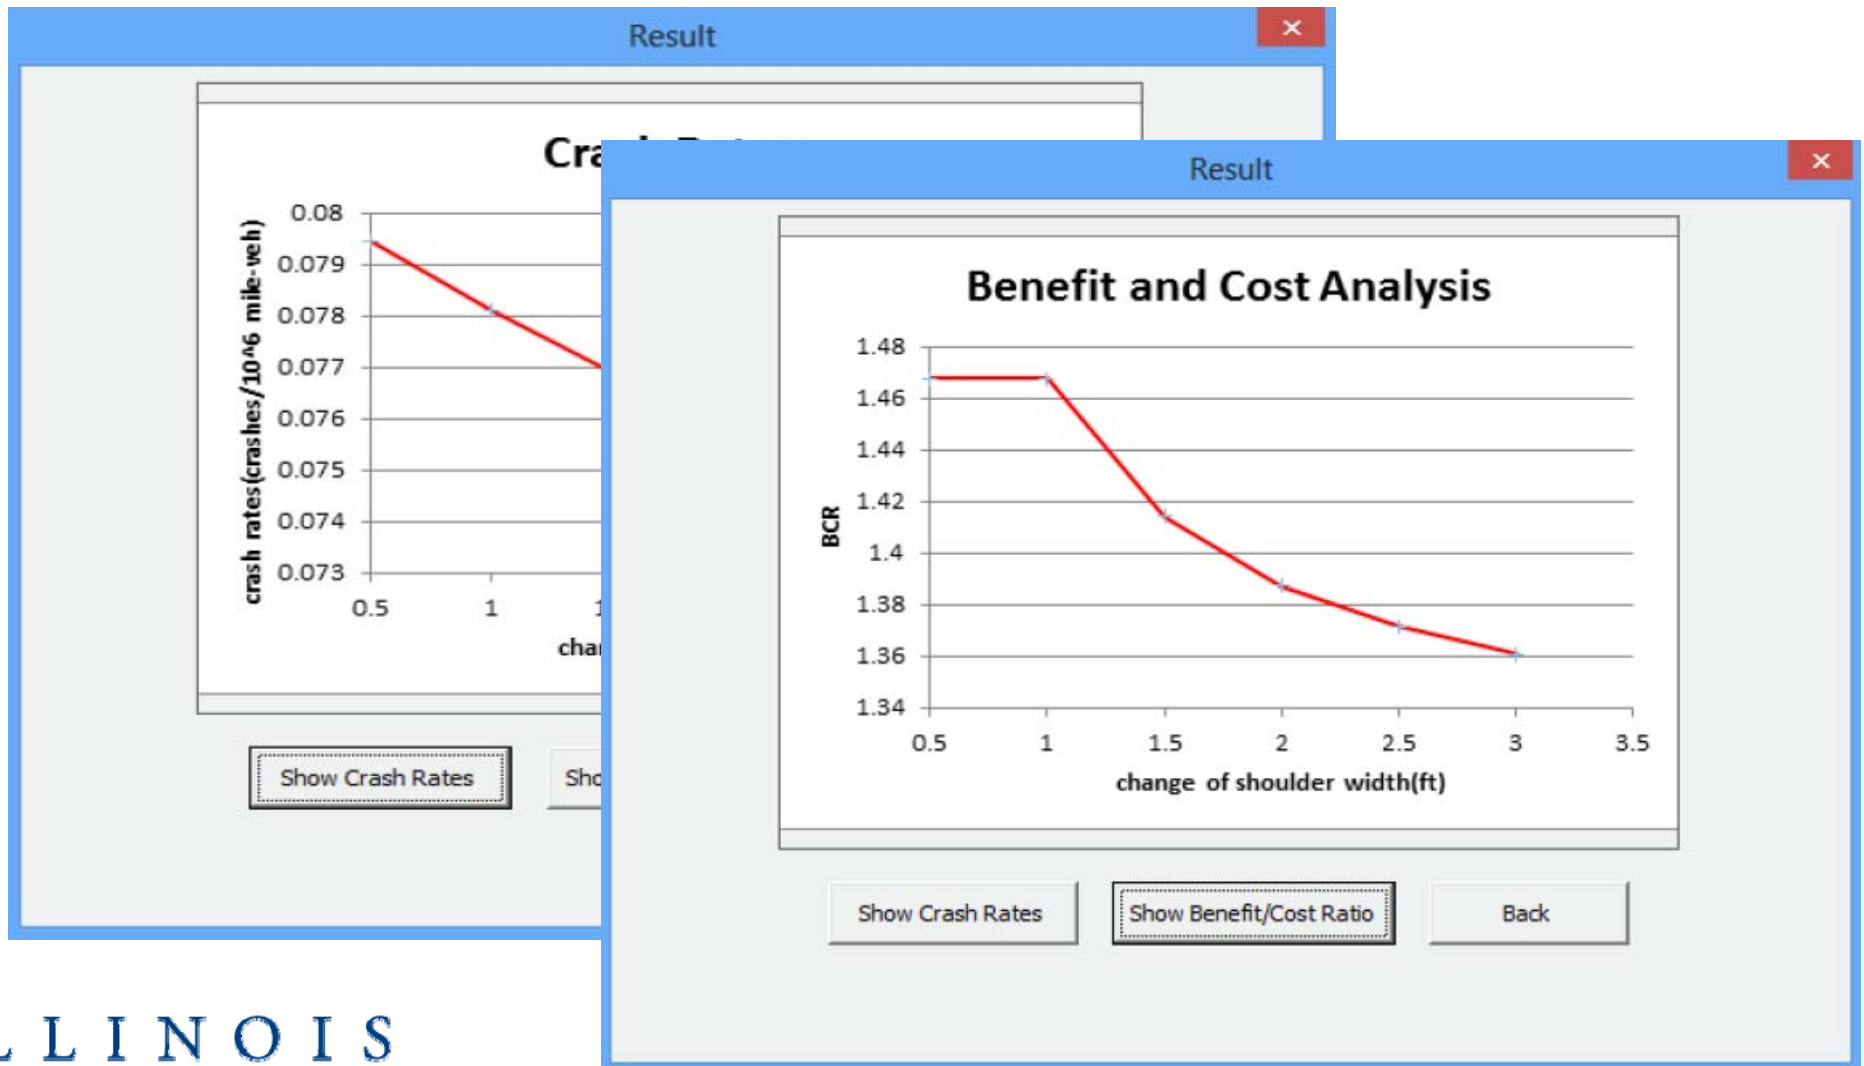 Result
0.08
0.079
0.078
0.077
0.076
0.075
0.074
0.073
crash rates(crashes/10^6 mile-veh)
0.5 1
Show Crash Rates
Result
Benefit and Cost Analysis
1.48
1.46
1.44
1.42
1.4
1.38
1.36
1.34
BCR
0.5 1 1.5 2 2.5 3 3.5
change of shoulder width(ft)
Show Crash Rates Show Benefit/Cost Ratio Back
LLINOIS